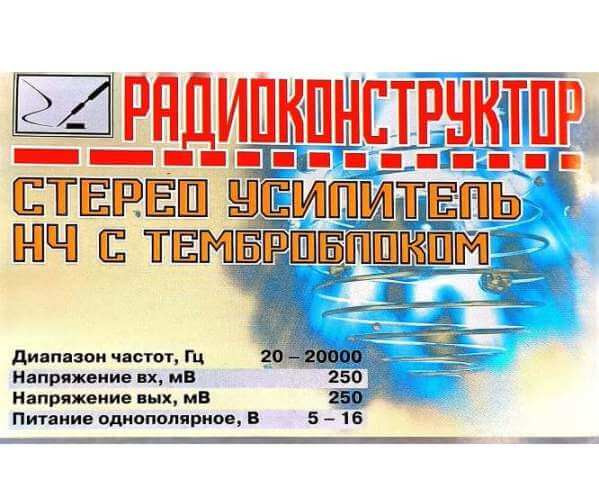 РАДИОКОНСТРУКТОР
СТЕРЕО УСИЛИТЕЛЬ
НЧ С ТЕМБРОБЛОКОМ
Диапазон частот, Гц 20 – 20000
Напряжение вх, мВ 250
Напряжение вых, мВ 250
Питание однополярное, В 5 – 16